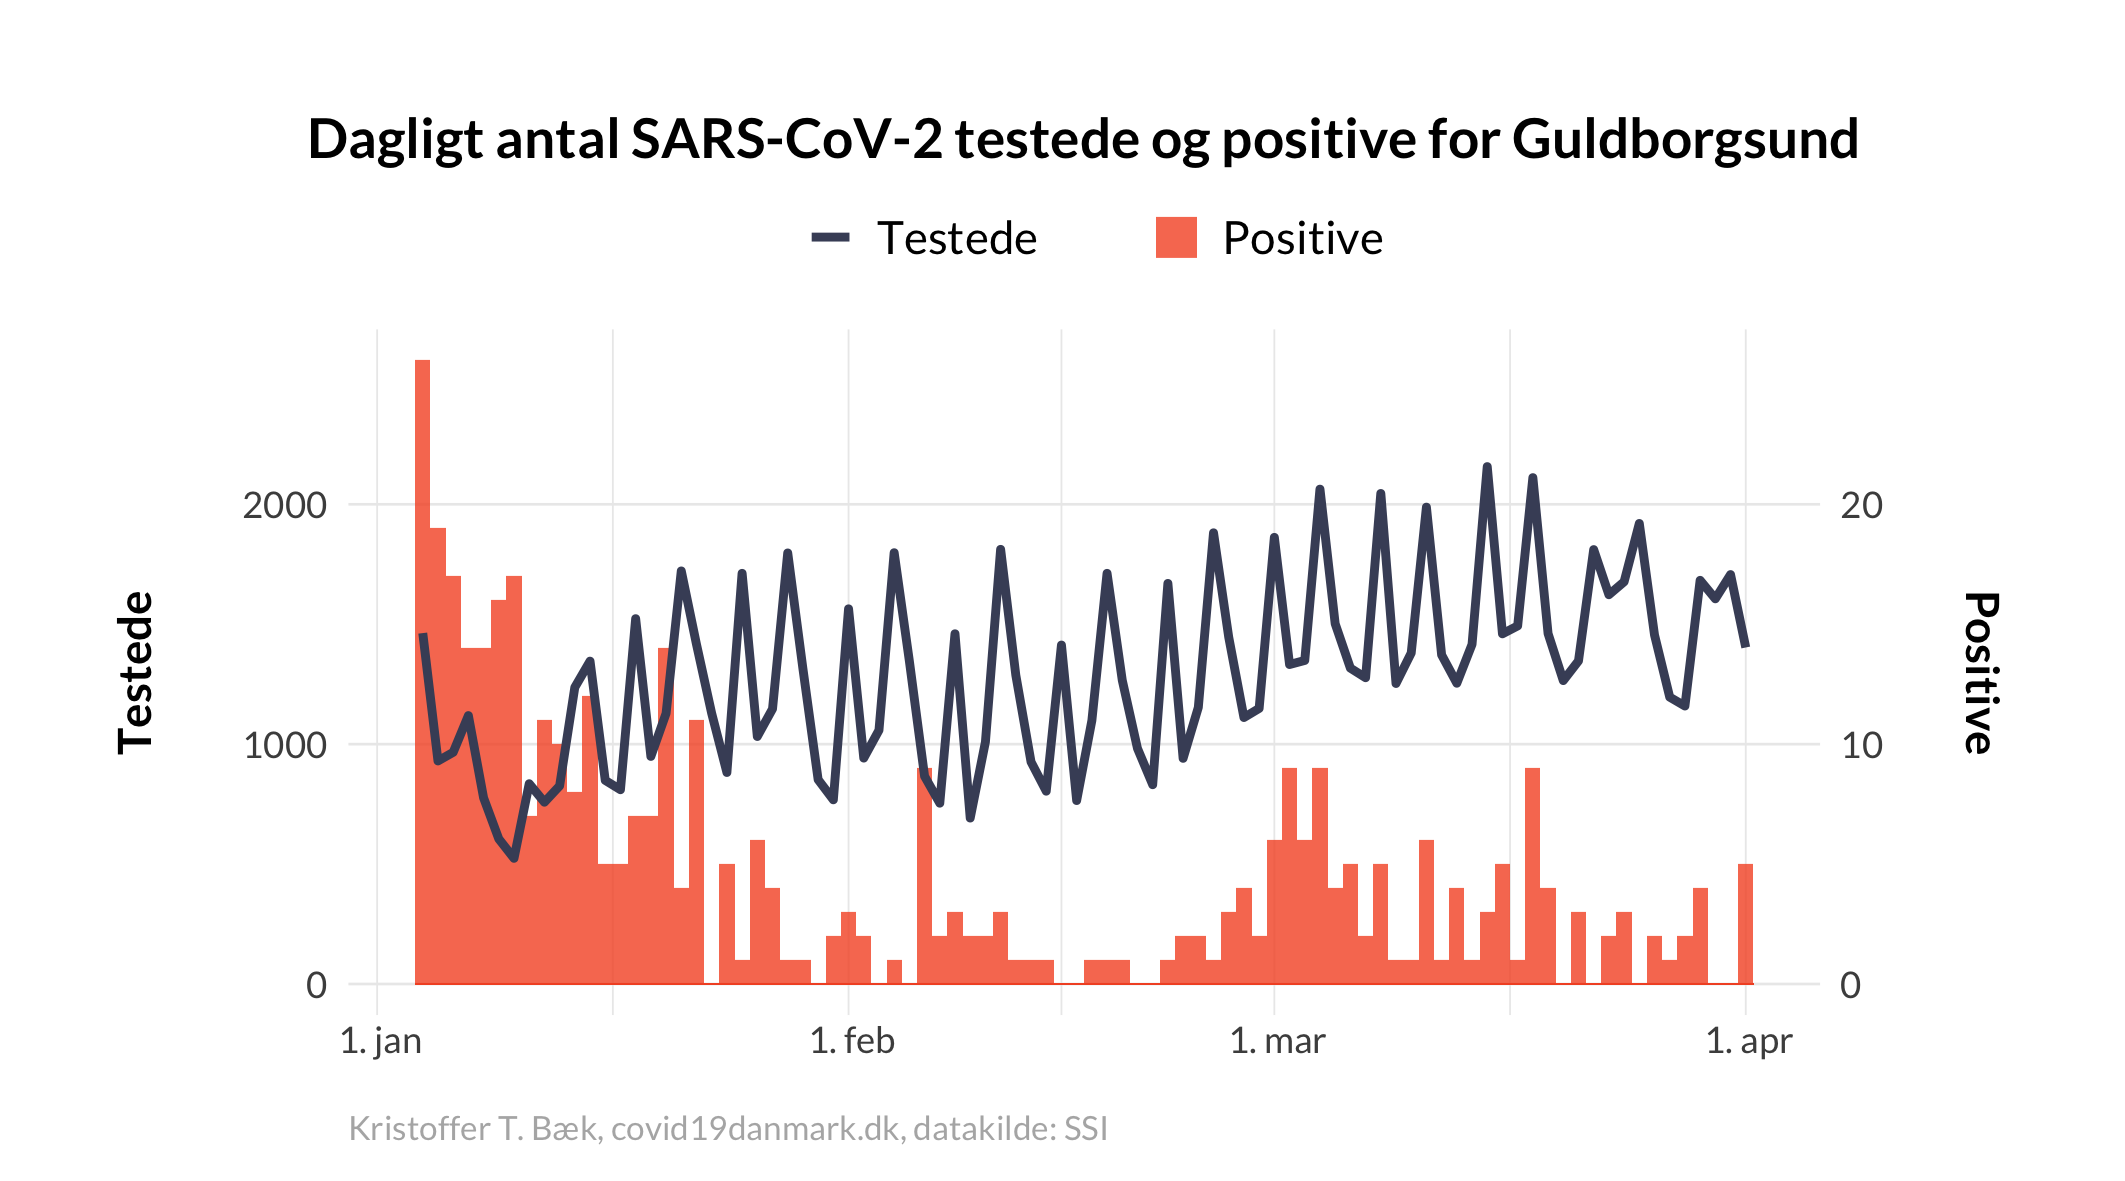 Dagligt antal SARS-CoV-2 testede og positive for Guldborgsund
Testede
Positive
Testede
2000
1000
0
20
10
0
Positive
1. jan
1. feb
1. mar
1. apr
Kristoffer T. Bæk, covid19danmark.dk, datakilde: SSI